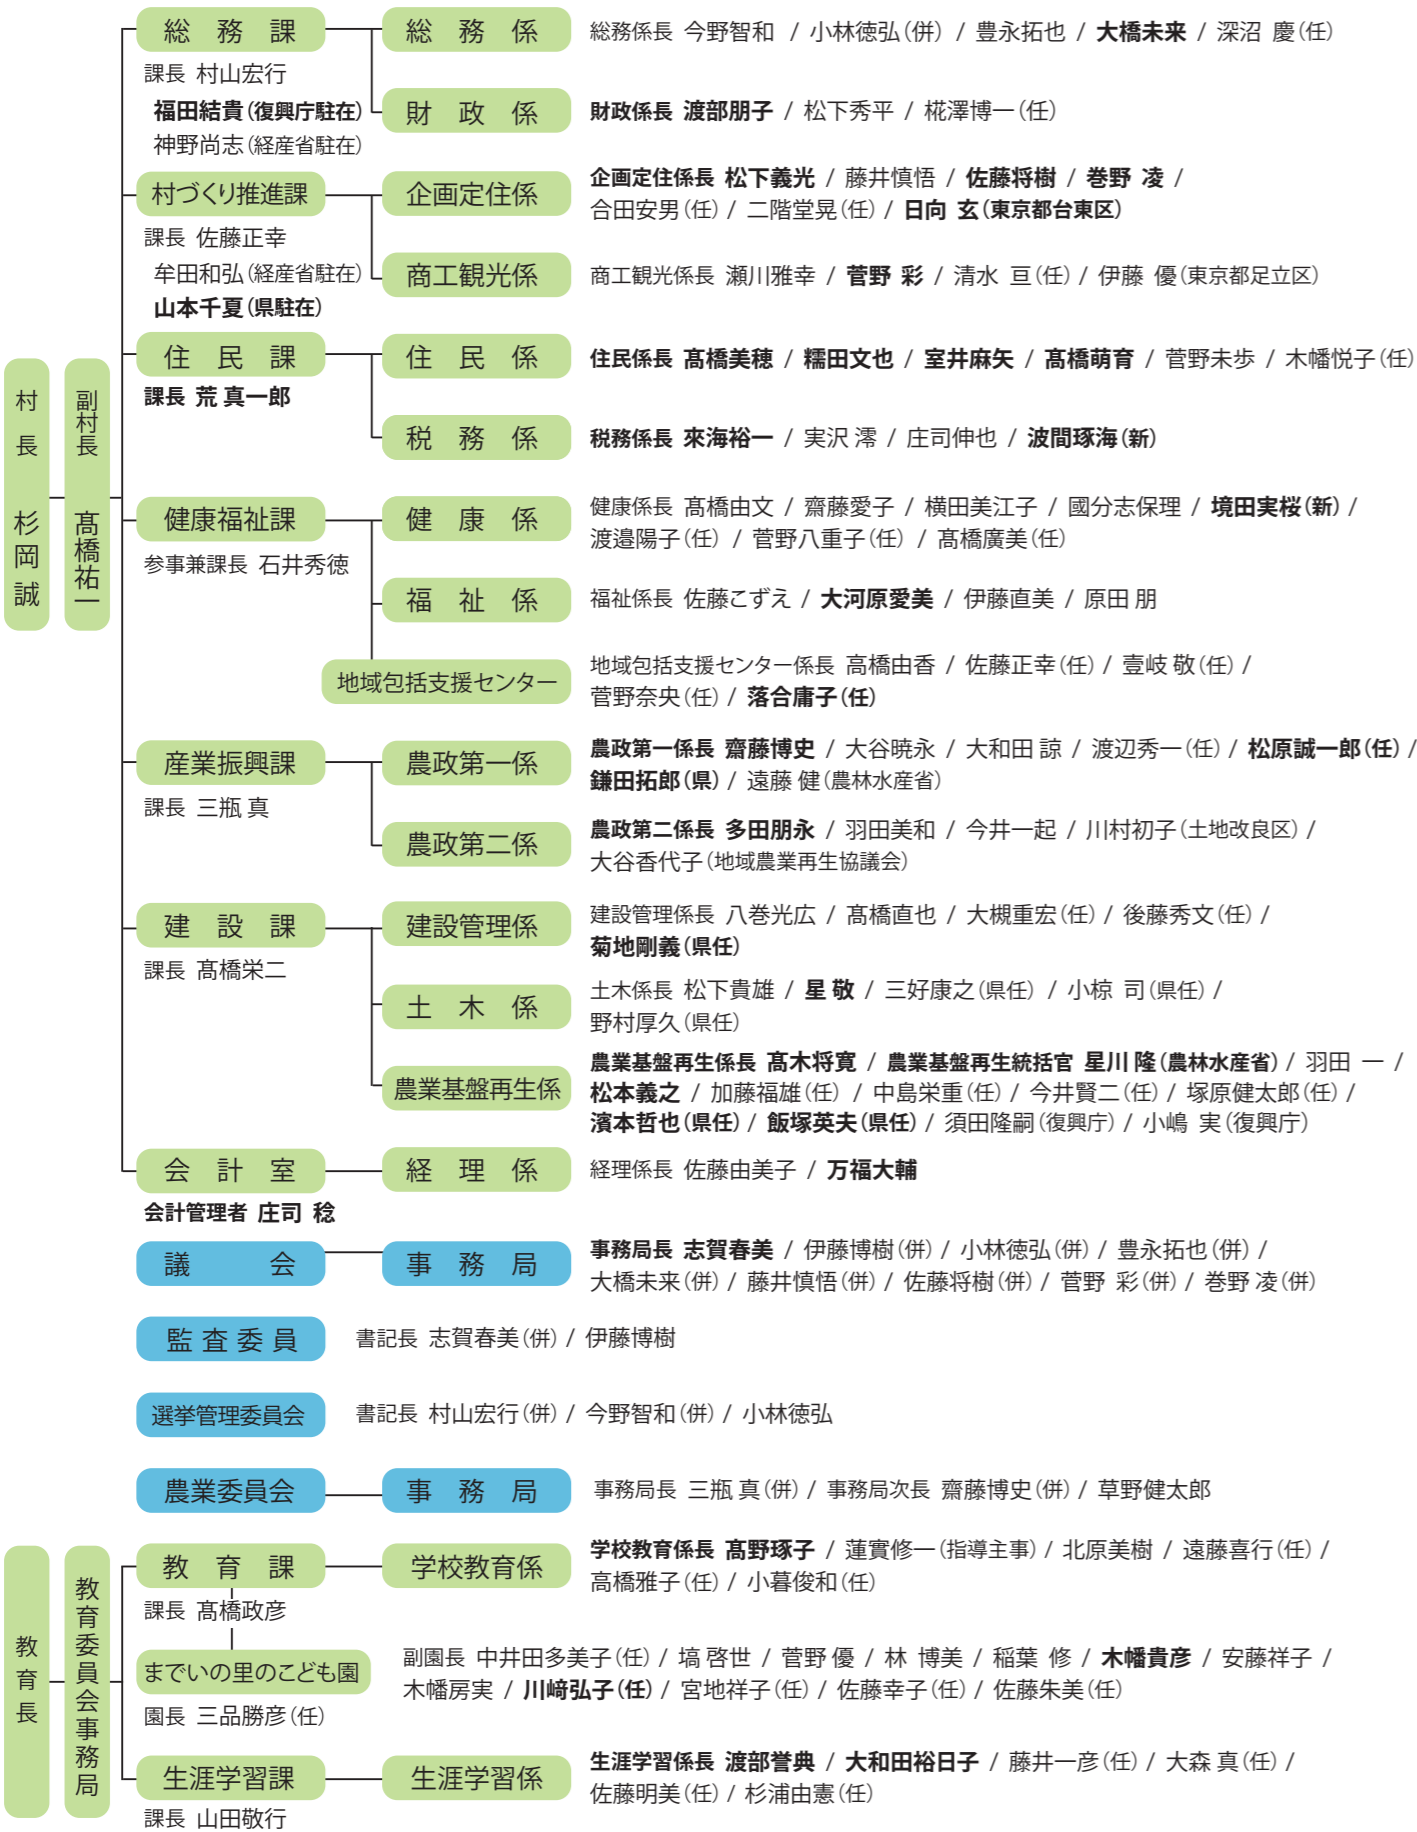 村長 杉岡誠
副村長 髙橋祐一
総務課
課長 村山宏行
福田結貴(復興庁駐在)
神野尚志(経産省駐在)
総務係
総務係長 今野智和 / 小林徳弘(併) / 豊永拓也 / 大橋未来 / 深沼 慶(任)
財政係
財政係長 渡部朋子 / 松下秀平 / 椛澤博一(任)
村づくり推進課
課長 佐藤正幸
牟田和弘(経産省駐在)
山本千夏(県駐在)
企画定住係
企画定住係長 松下義光 / 藤井慎悟 / 佐藤将樹 / 巻野 凌 /
合田安男(任) / 二階堂晃(任) / 日向 玄(東京都台東区)
商工観光係
商工観光係長 瀬川雅幸 / 菅野 彩 / 清水 亘(任) / 伊藤 優(東京都足立区)
住民課
課長 荒 真一郎
住民係
住民係長 髙橋美穂 / 糯田文也 / 室井麻矢 / 髙橋萌育 / 菅野未歩 / 木幡悦子(任)
税務係
税務係長 來海裕一 / 実沢 澪 / 庄司伸也 / 波間琢海(新)
健康福祉課
参事兼課長 石井秀徳
健康係
健康係長 髙橋由文 / 齋藤愛子 / 横田美江子 / 國分志保理 / 境田実桜(新) /
渡邉陽子(任) / 菅野八重子(任) / 髙橋廣美(任)
福祉係
福祉係長 佐藤こずえ / 大河原愛美 / 伊藤直美 / 原田 朋
地域包括支援センター
地域包括支援センター係長 高橋由香 / 佐藤正幸(任) / 壹岐 敬(任) /
菅野奈央(任) / 落合庸子(任)
産業振興課
課長 三瓶 真
農政第一係
農政第一係長 齋藤博史 / 大谷暁永 / 大和田 諒 / 渡辺秀一(任) / 松原誠一郎(任) /
鎌田拓郎(県) / 遠藤 健(農林水産省)
農政第二係
農政第二係長 多田朋永 / 羽田美和 / 今井一起 / 川村初子(土地改良区) /
大谷香代子(地域農業再生協議会)
建設課
課長 髙橋栄二
建設管理係
建設管理係長 八巻光広 / 髙橋直也 / 大槻重宏(任) / 後藤秀文(任) /
菊地剛義(県任)
土木係
土木係長 松下貴雄 / 星 敬 / 三好康之(県任) / 小椋 司(県任) /
野村厚久(県任)
農業基盤再生係
農業基盤再生係長 髙木将寛 / 農業基盤再生統括官 星川 隆(農林水産省) / 羽田 一 /
松本義之 / 加藤福雄(任) / 中島栄重(任) / 今井賢二(任) / 塚原健太郎(任) /
濱本哲也(県任) / 飯塚英夫(県任) / 須田隆嗣(復興庁) / 小嶋 実(復興庁)
会計室
会計管理者 庄司 稔
経理係
経理係長 佐藤由美子 / 万福大輔
議会
事務局
事務局長 志賀春美 / 伊藤博樹(併) / 小林徳弘(併) / 豊永拓也(併) /
大橋未来(併) / 藤井慎悟(併) / 佐藤将樹(併) / 菅野 彩(併) / 巻野 凌(併)
監査委員
書記長 志賀春美(併) / 伊藤博樹
選挙管理委員会
書記長 村山宏行(併) / 今野智和(併) / 小林徳弘
農業委員会
事務局
事務局長 三瓶 真(併) / 事務局次長 齋藤博史(併) / 草野健太郎
教育長
教育委員会事務局
教育課
課長 髙橋政彦
学校教育係
学校教育係長 髙野琢子 / 蓮實修一(指導主事) / 北原美樹 / 遠藤喜行(任) /
高橋雅子(任) / 小暮俊和(任)
までいの里のこども園
園長 三品勝彦(任)
副園長 中井田多美子(任) / 塙 啓世 / 菅野 優 / 林 博美 / 稲葉 修 / 木幡貴彦 / 安藤祥子 /
木幡房実 / 川﨑弘子(任) / 宮地祥子(任) / 佐藤幸子(任) / 佐藤朱美(任)
生涯学習課
課長 山田敬行
生涯学習係
生涯学習係長 渡部誉典 / 大和田裕日子 / 藤井一彦(任) / 大森 真(任) /
佐藤明美(任) / 杉浦由憲(任)